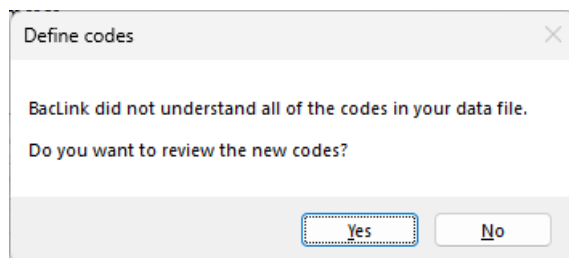 Define codes
BacLink did not understand all of the codes in your data file.
Do you want to review the new codes?
Yes
No